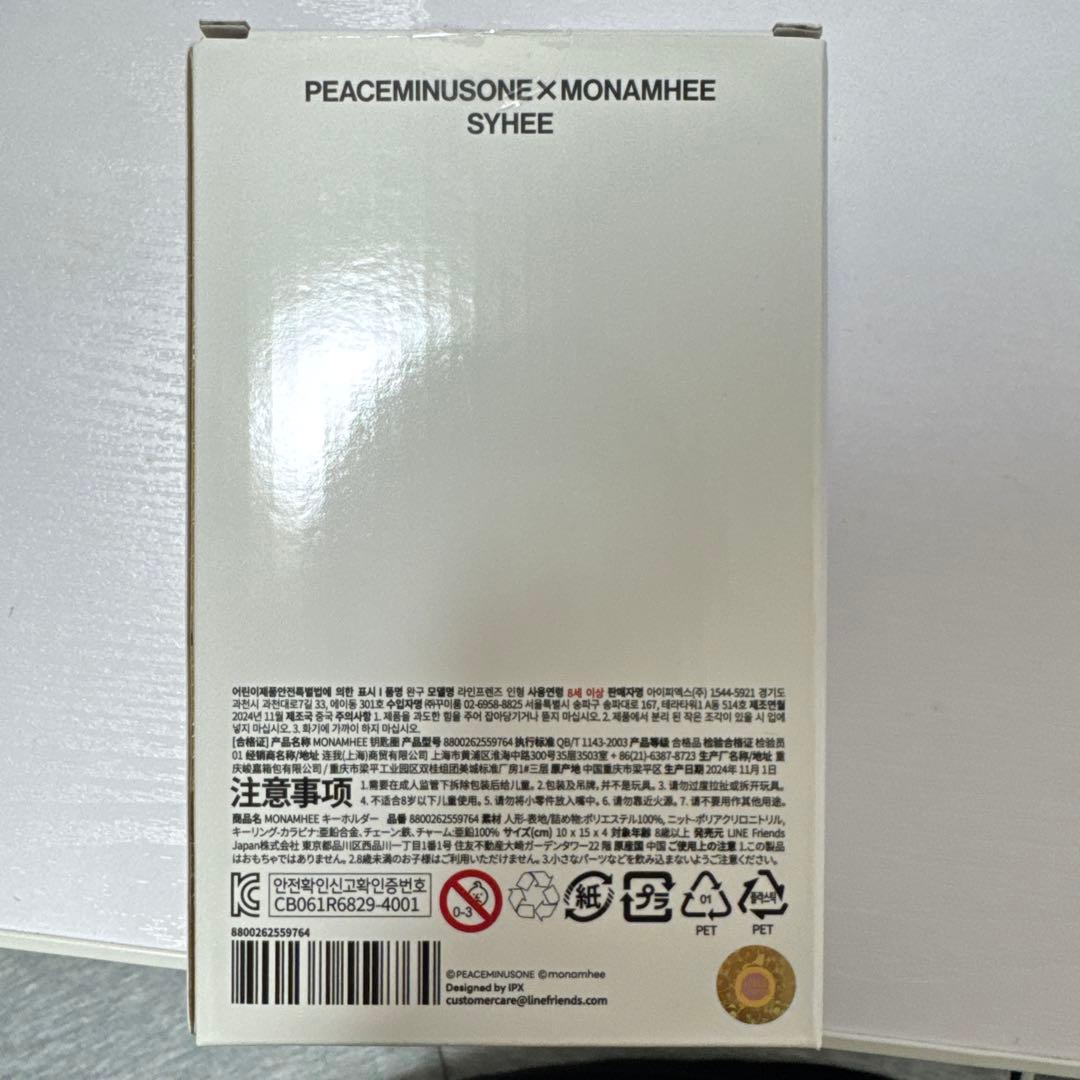 PEACEMINUSONE×MONAMHEE
SYHEE
어린이제품안전특별법에 의한 표시 I 품명 완구 모델명 라인프렌즈 인형 사용연령 8세 이상 판매자명 아이피엑스(주) 1544-5921 경기도
과천시 과천대로7길 33, 에이동 301호 수입자명 ㈜꾸미룸 02-6958-8825 서울특별시 송파구 송파대로 167, 테라타워1 A동 514호 제조연월
2024년 11월 제조국 중국 주의사항 1. 제품을 과도한 힘을 주어 잡아당기거나 뜯지 마십시오. 2. 제품에서 분리 된 작은 조각이 있을 시 입에
넣지 마십시오. 3. 화기에 가까이 하지 마십시오.
[合格证] 产品名称 MONAMHEE 钥匙圈 产品型号 8800262559764 执行标准 QB/T 1143-2003 产品等级 合格品 检验合格证 检验员
01 经销商名称/地址 连我(上海)商贸有限公司 上海市黄浦区淮海中路300号35层3503室 + 86(21)-6387-8723 生产厂名称/地址 重
庆峻嘉箱包有限公司 / 重庆市梁平工业园区双桂组团美城标准厂房1#三层 原产地 中国重庆市梁平区 生产日期 2024年 11月 1日
注意事项 1.需要在成人监管下拆除包装后给儿童。2.包装及吊牌，并不是玩具。3. 请勿过度拉扯或拆开玩具。
4. 不适合8岁以下儿童使用。5. 请勿将小零件放入嘴中。6. 请勿靠近火源。7. 请不要用作其他用途。
商品名 MONAMHEE キーホルダー 品番 8800262559764 素材 人形-表地/詰め物:ポリエステル100%, ニット-ポリアクリロニトリル,
キーリング-カラビナ:亜鉛合金, チェーン:鉄, チャーム:亜鉛100% サイズ(cm) 10 x 15 x 4 対象年齢 8歳以上 発売元 LINE Friends
Japan株式会社 東京都品川区西品川一丁目1番1号 住友不動産大崎ガーデンタワー22 階 原産国 中国 ご使用上の注意 1.この製品
はおもちゃではありません。2.8歳未満のお子様はご利用いただけません。3.小さなパーツなどを飲み込まないようご注意ください。
안전확인신고확인증번호
CB061R6829-4001
0-3
紙
プラ
01
PET
플라스틱
PET
8800262559764
©PEACEMINUSONE ©monamhee
Designed by IPX
customercare@linefriends.com